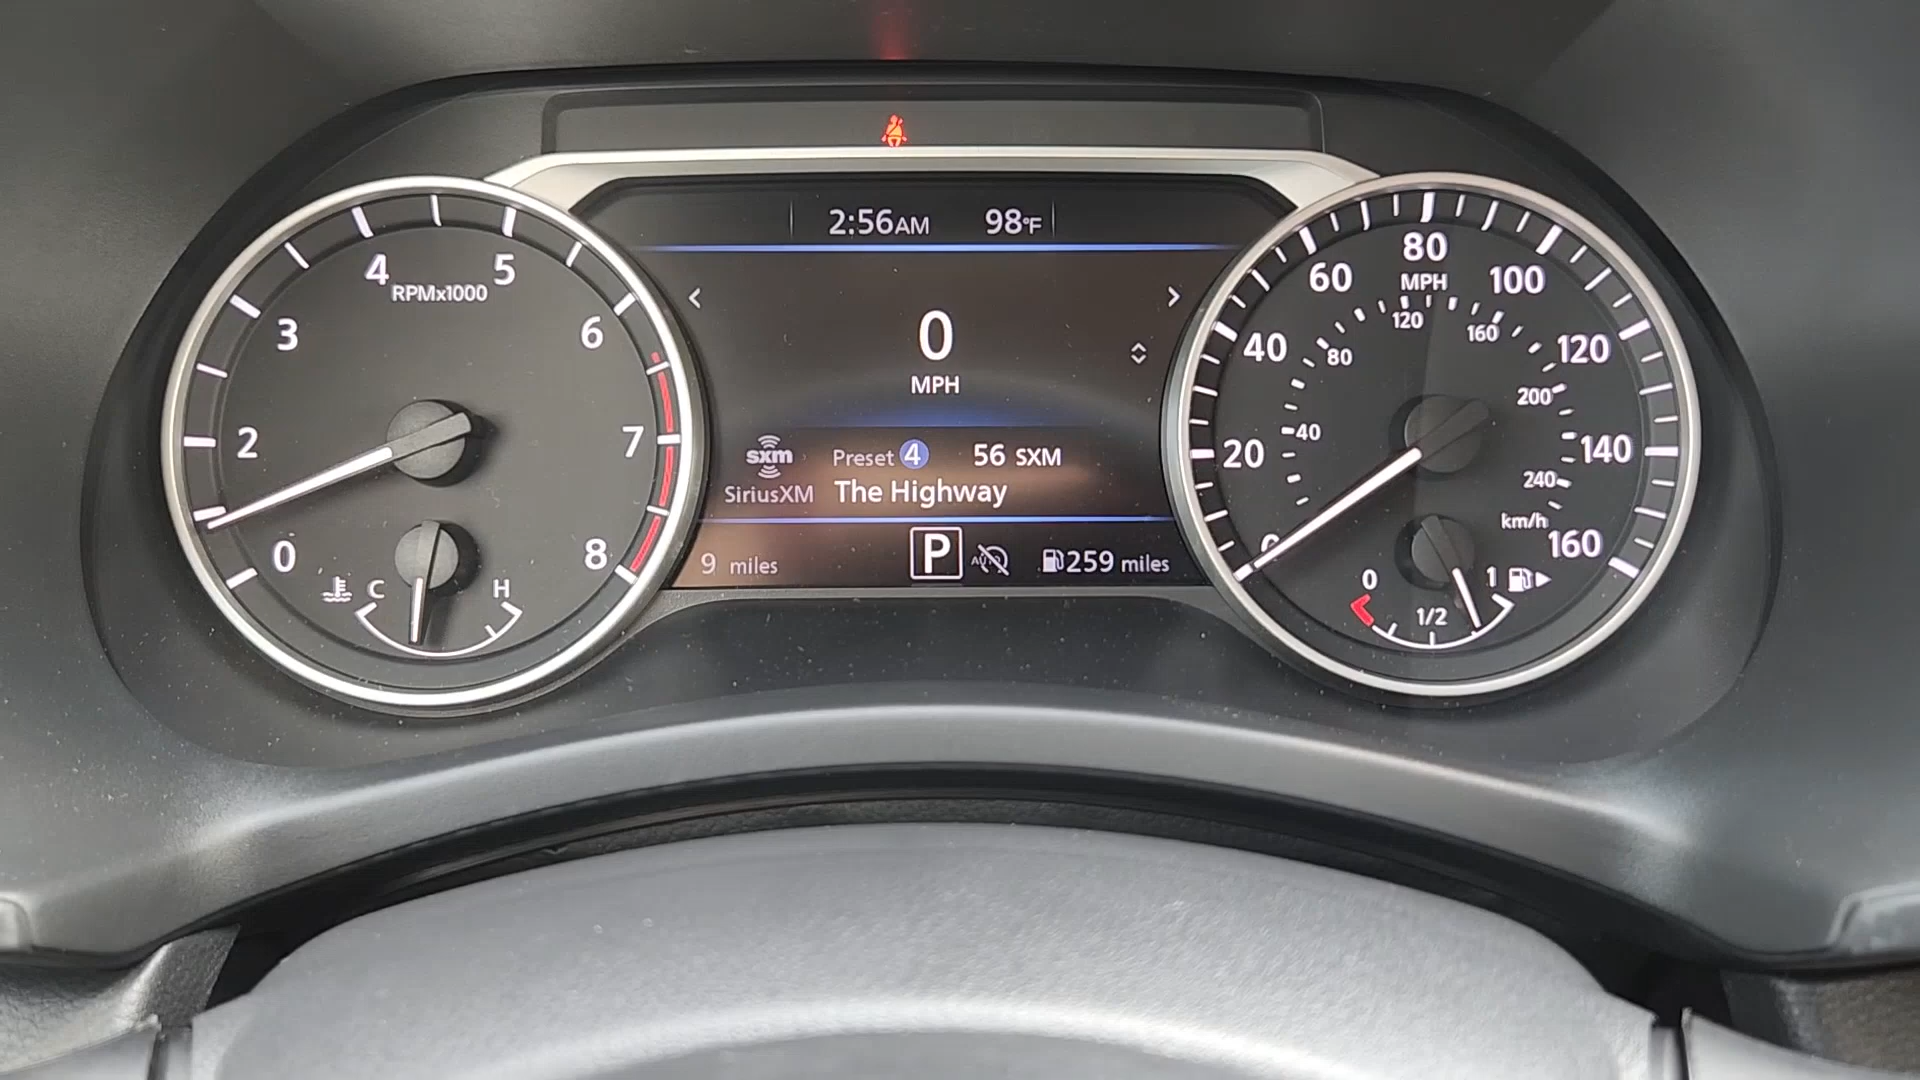 2:56AM 98°F
4 RPMx1000 5
3 6
2 7
0 8
C H
0
MPH
sxm Preset 4 56 SXM
SiriusXM The Highway
9 miles P AUTO 259 miles
80
60 MPH 100
40 120
20 140
0 160
120 160
80 200
40 240
km/h
0 1/2 1